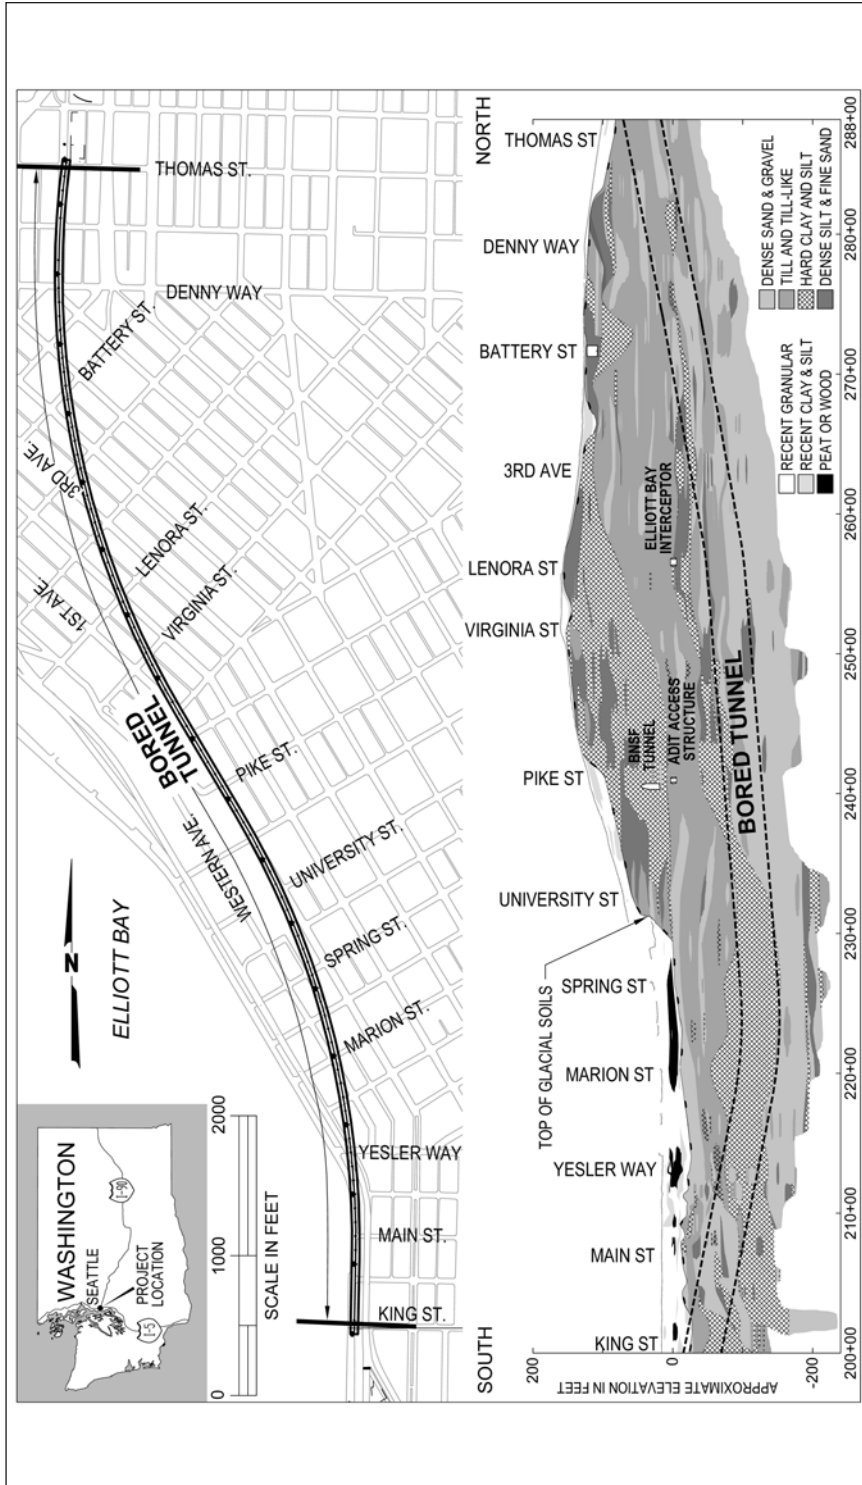 WASHINGTON
SEATTLE
PROJECT
LOCATION
I-90
I-5
0
1000
2000
SCALE IN FEET
N
ELLIOTT BAY
BORED
TUNNEL
KING ST.
MAIN ST.
YESLER WAY
MARION ST.
SPRING ST.
UNIVERSITY ST.
WESTERN AVE.
PIKE ST.
VIRGINIA ST.
LENORA ST.
1ST AVE.
3RD AVE.
BATTERY ST.
DENNY WAY
THOMAS ST.
SOUTH
NORTH
KING ST
MAIN ST
YESLER WAY
MARION ST
SPRING ST
UNIVERSITY ST
PIKE ST
VIRGINIA ST
LENORA ST
3RD AVE
BATTERY ST
DENNY WAY
THOMAS ST
TOP OF GLACIAL SOILS
BNSF
TUNNEL
ADIT ACCESS
STRUCTURE
ELLIOTT BAY
INTERCEPTOR
BORED TUNNEL
APPROXIMATE ELEVATION IN FEET
200
0
-200
RECENT GRANULAR
RECENT CLAY & SILT
PEAT OR WOOD
DENSE SAND & GRAVEL
TILL AND TILL-LIKE
HARD CLAY AND SILT
DENSE SILT & FINE SAND
200+00
210+00
220+00
230+00
240+00
250+00
260+00
270+00
280+00
288+00